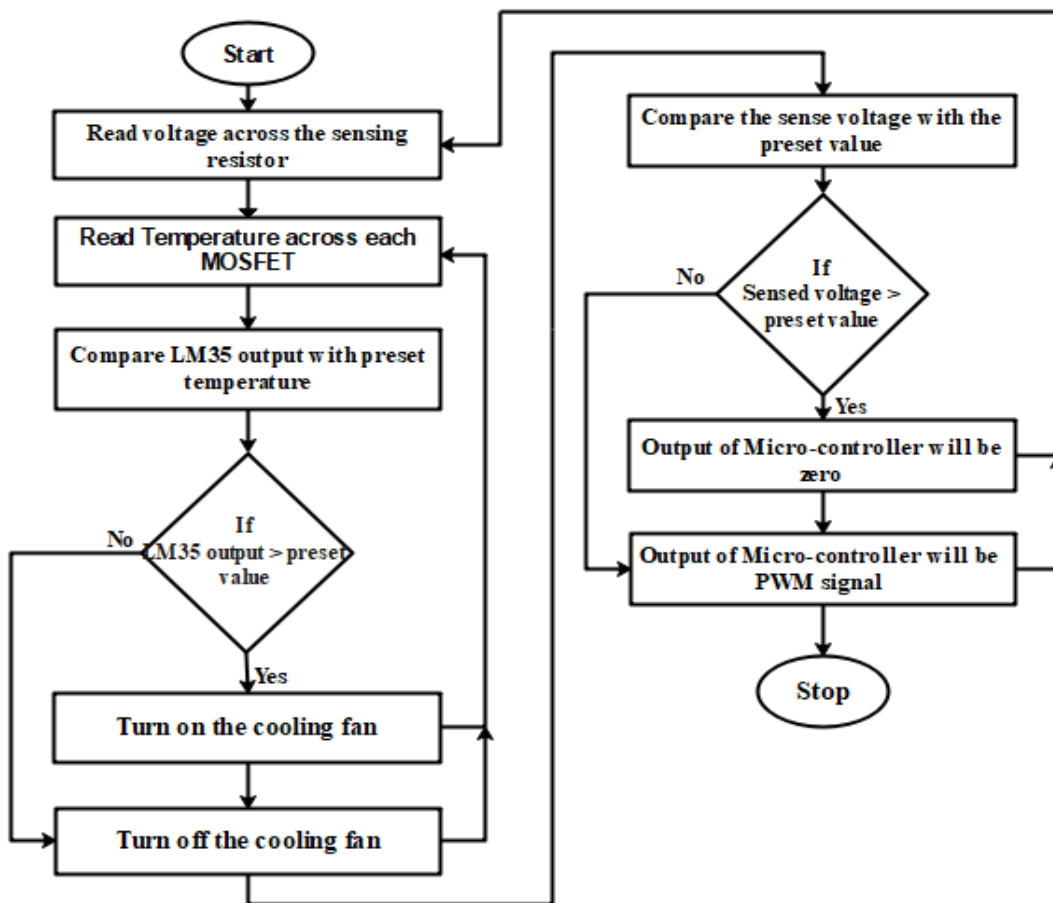 Start
Read voltage across the sensing
resistor
Read Temperature across each
MOSFET
Compare LM35 output with preset
temperature
If
LM35 output > preset
value
No
Yes
Turn on the cooling fan
Turn off the cooling fan
Compare the sense voltage with the
preset value
If
Sensed voltage >
preset value
No
Yes
Output of Micro-controller will be
zero
Output of Micro-controller will be
PWM signal
Stop